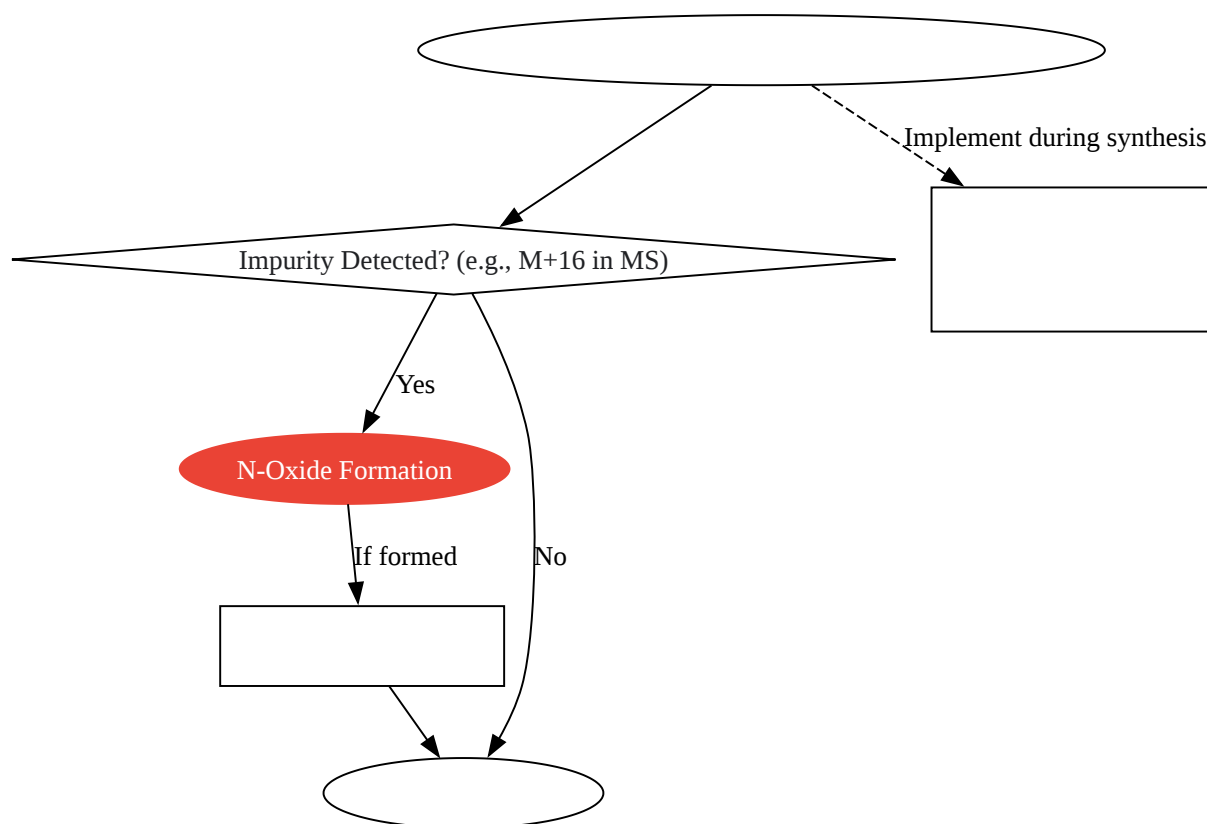 Implement during synthesis
Impurity Detected? (e.g., M+16 in MS)
Yes
N-Oxide Formation
If formed
No